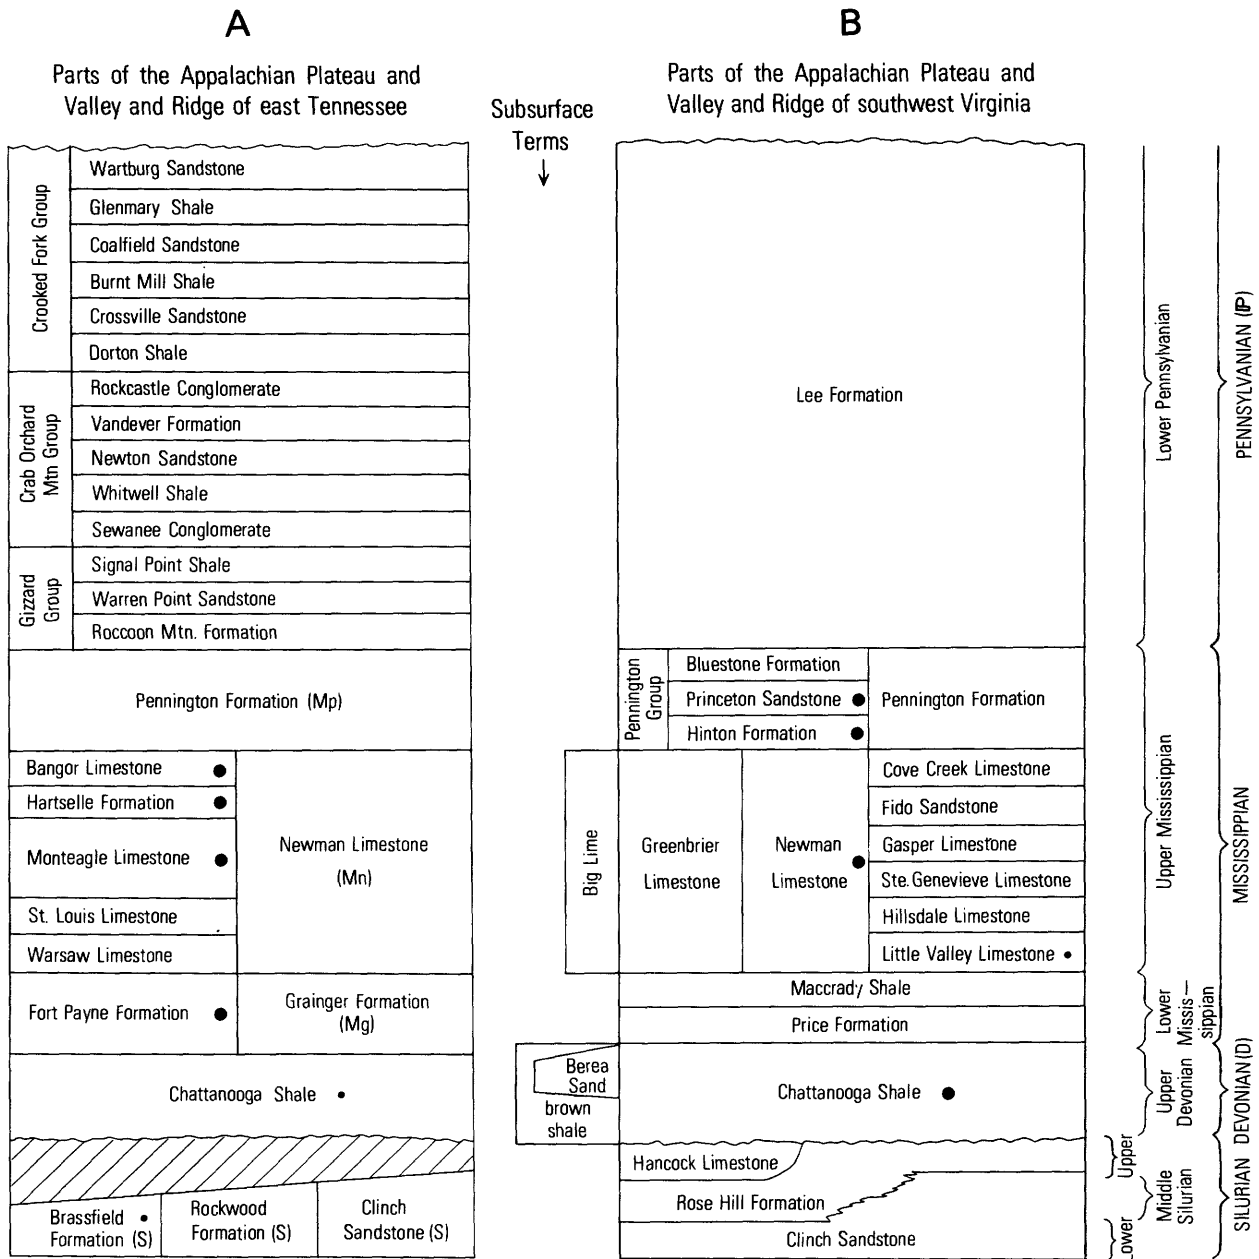 A
Parts of the Appalachian Plateau and
Valley and Ridge of east Tennessee
Subsurface
Terms
B
Parts of the Appalachian Plateau and
Valley and Ridge of southwest Virginia
Crooked Fork Group
Wartburg Sandstone
Glenmary Shale
Coalfield Sandstone
Burnt Mill Shale
Crossville Sandstone
Dorton Shale
Crab Orchard
Mtn Group
Rockcastle Conglomerate
Vandever Formation
Newton Sandstone
Whitwell Shale
Sewanee Conglomerate
Gizzard
Group
Signal Point Shale
Warren Point Sandstone
Roccoon Mtn. Formation
Pennington Formation (Mp)
Bangor Limestone
Hartselle Formation
Monteagle Limestone
St. Louis Limestone
Warsaw Limestone
Newman Limestone
(Mn)
Fort Payne Formation
Grainger Formation
(Mg)
Chattanooga Shale
Brassfield
Formation (S)
Rockwood
Formation (S)
Clinch
Sandstone (S)
Big Lime
Berea
Sand
brown
shale
Lee Formation
Pennington
Group
Bluestone Formation
Princeton Sandstone
Hinton Formation
Pennington Formation
Greenbrier
Limestone
Newman
Limestone
Cove Creek Limestone
Fido Sandstone
Gasper Limestone
Ste. Genevieve Limestone
Hillsdale Limestone
Little Valley Limestone
Maccrady Shale
Price Formation
Chattanooga Shale
Hancock Limestone
Rose Hill Formation
Clinch Sandstone
Lower Pennsylvanian
Upper Mississippian
Lower
Missis—
sippian
Upper
Devonian
Upper
Middle
Silurian
Lower
PENNSYLVANIAN (IP)
MISSISSIPPIAN
DEVONIAN (D)
SILURIAN